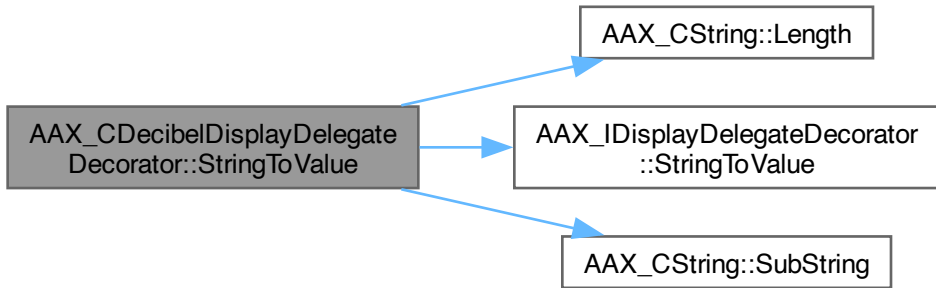 AAX_CString::Length
AAX_CDecibelDisplayDelegate
Decorator::StringToValue
AAX_IDisplayDelegateDecorator
::StringToValue
AAX_CString::SubString